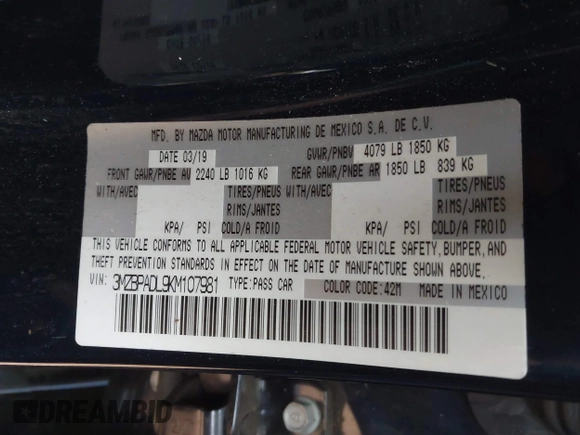 MFD. BY MAZDA MOTOR MANUFACTURING DE MEXICO S.A. DE C.V.
DATE 03/19 GVWR/PNBV 4079 LB 1850 KG
FRONT GAWR/PNBE AV 2240 LB 1016 KG REAR GAWR/PNBE AR 1850 LB 839 KG
WITH/AVEC TIRES/PNEUS WITH/AVEC TIRES/PNEUS
RIMS/JANTES RIMS/JANTES
KPA/ PSI COLD/A FROID KPA/ PSI COLD/A FROID
THIS VEHICLE CONFORMS TO ALL APPLICABLE FEDERAL MOTOR VEHICLE SAFETY, BUMPER, AND
THEFT PREVENTION STANDARDS IN EFFECT ON THE DATE OF MANUFACTURE SHOWN ABOVE.
VIN: 3MZBPADL9KM107981 TYPE: PASS CAR COLOR CODE: 42M MADE IN MEXICO
DREAMBID